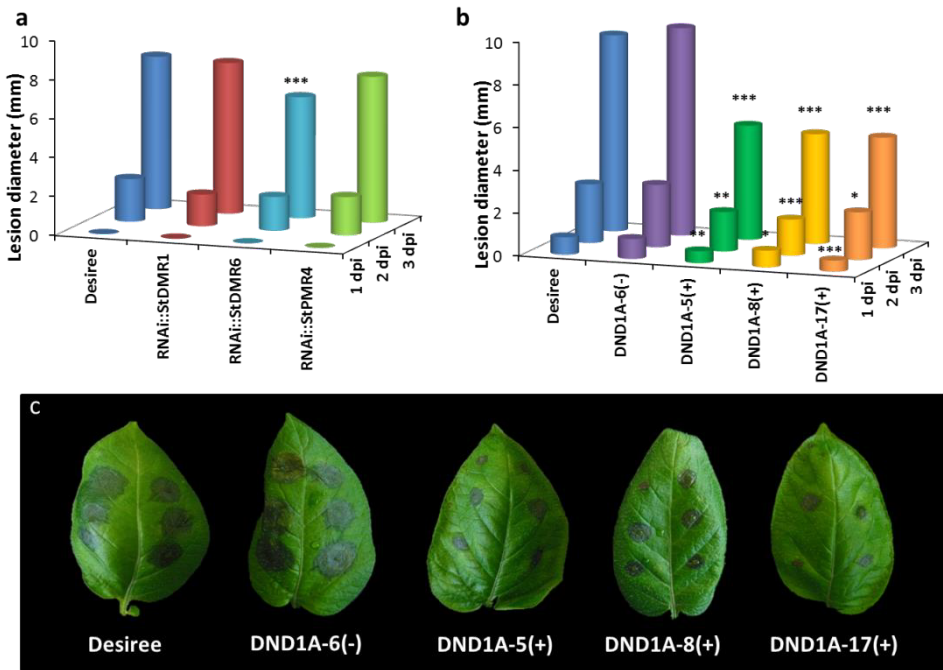 a
Lesion diameter (mm)
10
8
6
4
2
0
***
Desiree
RNAi::StDMR1
RNAi::StDMR6
RNAi::StPMR4
1 dpi
2 dpi
3 dpi
b
Lesion diameter (mm)
10
8
6
4
2
0
***
***
***
**
***
*
**
*
***
Desiree
DND1A-6(-)
DND1A-5(+)
DND1A-8(+)
DND1A-17(+)
1 dpi
2 dpi
3 dpi
c
Desiree
DND1A-6(-)
DND1A-5(+)
DND1A-8(+)
DND1A-17(+)